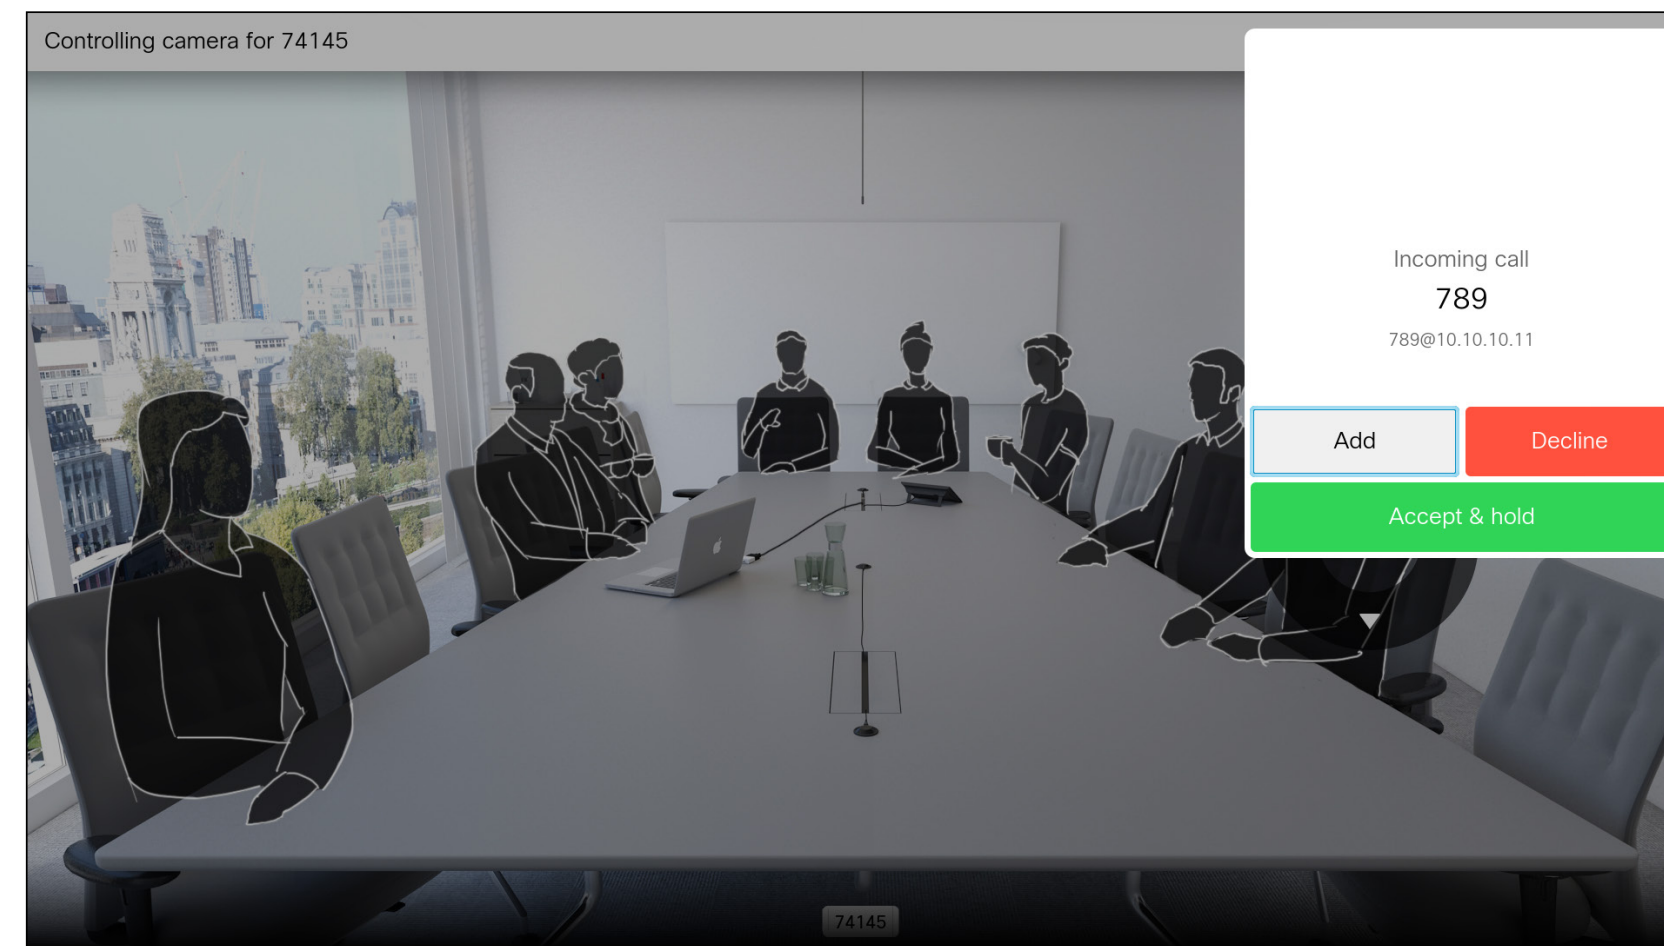 Controlling camera for 74145
Incoming call
789
789@10.10.10.11
Add
Decline
Accept & hold
74145